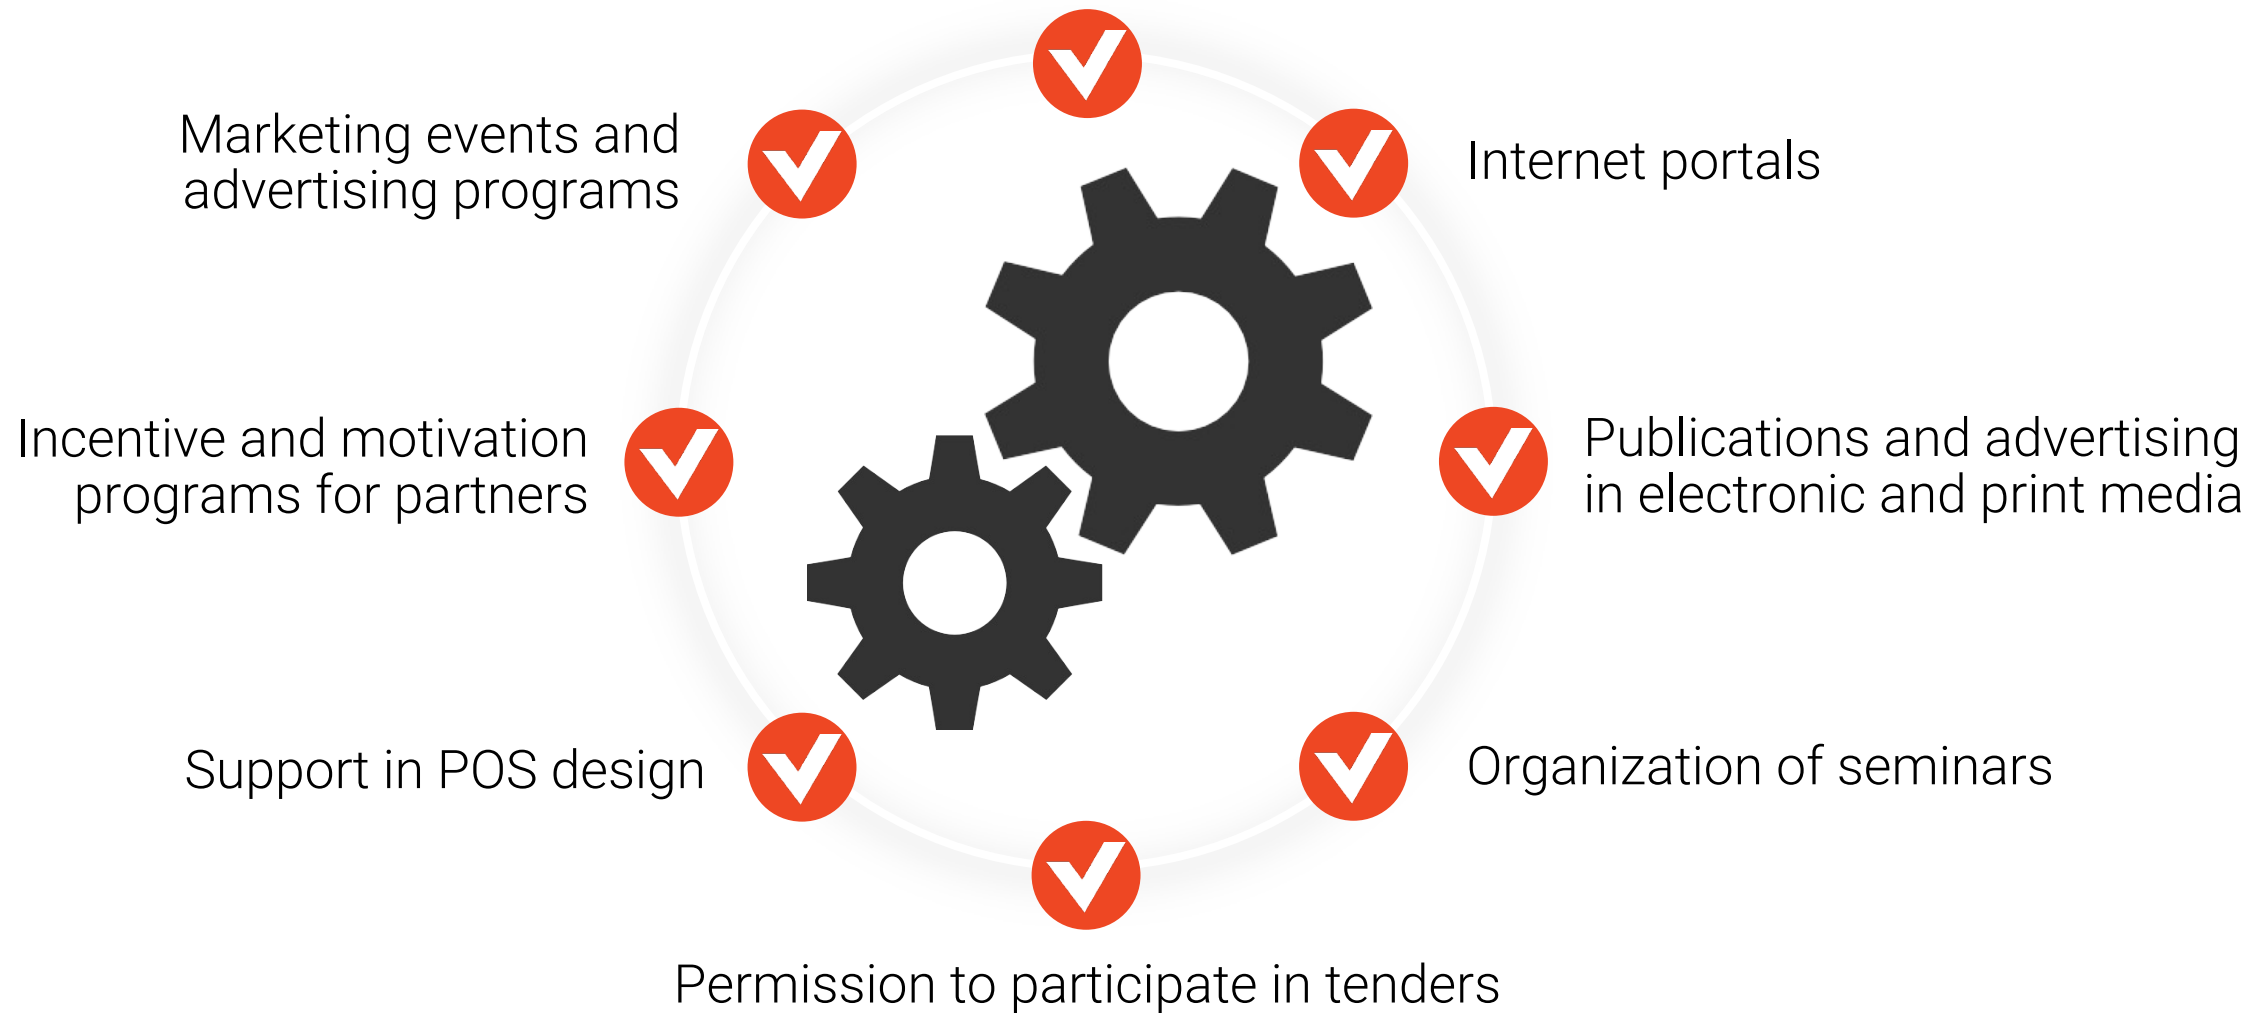 Marketing events and
advertising programs
Internet portals
Incentive and motivation
programs for partners
Publications and advertising
in electronic and print media
Support in POS design
Organization of seminars
Permission to participate in tenders